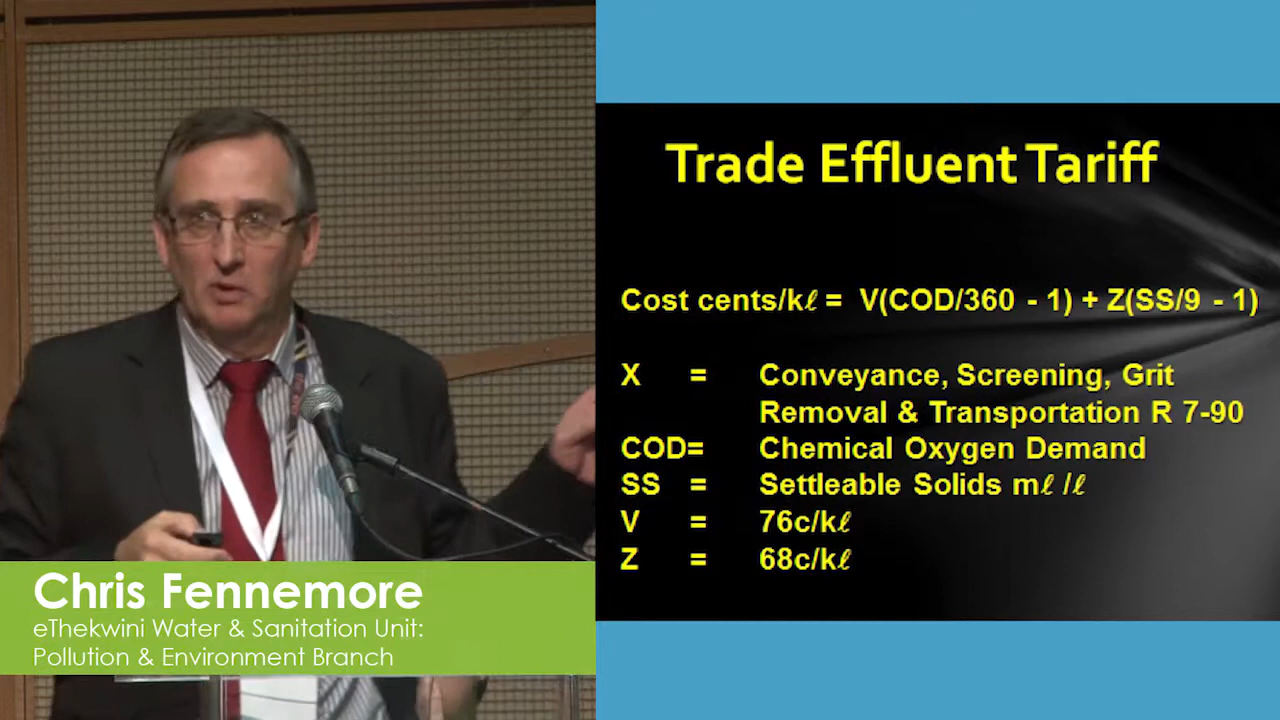 Chris Fennemore
eThekwini Water & Sanitation Unit:
Pollution & Environment Branch
Trade Effluent Tariff
Cost cents/kℓ = V(COD/360 - 1) + Z(SS/9 - 1)
X = Conveyance, Screening, Grit
Removal & Transportation R 7-90
COD= Chemical Oxygen Demand
SS = Settleable Solids mℓ /ℓ
V = 76c/kℓ
Z = 68c/kℓ